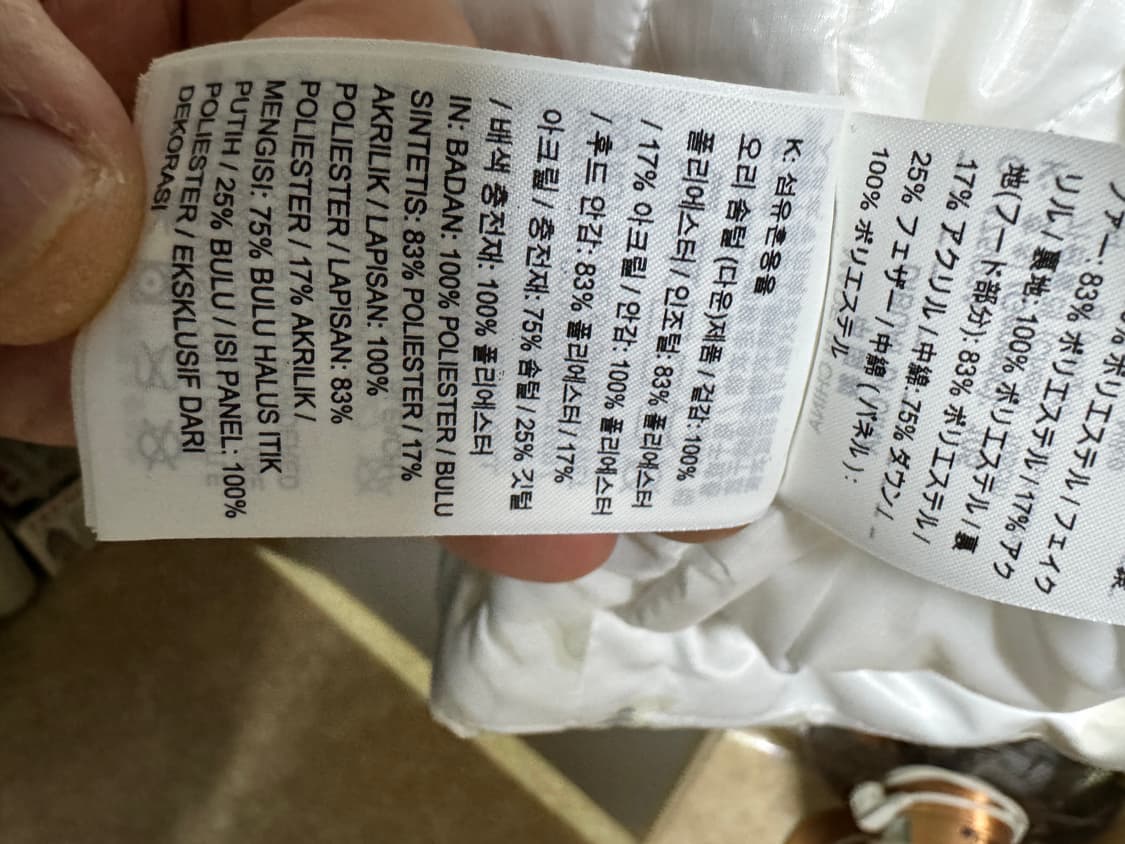 ファー: 83% ポリエステル / フェイク
リル / 裏地: 100% ポリエステル / 17% アク
地(フード部分): 83% ポリエステル / 裏
17% アクリル / 中綿: 75% ダウン /
25% フェザー / 中綿 (パネル) :
100% ポリエステル
K: 섬유혼용율
오리 솜털 (다운)제품 / 겉감: 100%
폴리에스터 / 인조털: 83% 폴리에스터
/ 17% 아크릴 / 안감: 100% 폴리에스터
/ 후드 안감: 83% 폴리에스터 / 17%
아크릴 / 충전재: 75% 솜털 / 25% 깃털
/ 배색 충전재: 100% 폴리에스터
IN: BADAN: 100% POLIESTER / BULU
SINTETIS: 83% POLIESTER / 17%
AKRILIK / LAPISAN: 100%
POLIESTER / LAPISAN: 83%
POLIESTER / 17% AKRILIK /
MENGISI: 75% BULU HALUS ITIK
PUTIH / 25% BULU / ISI PANEL: 100%
POLIESTER / EKSKLUSIF DARI
DEKORASI